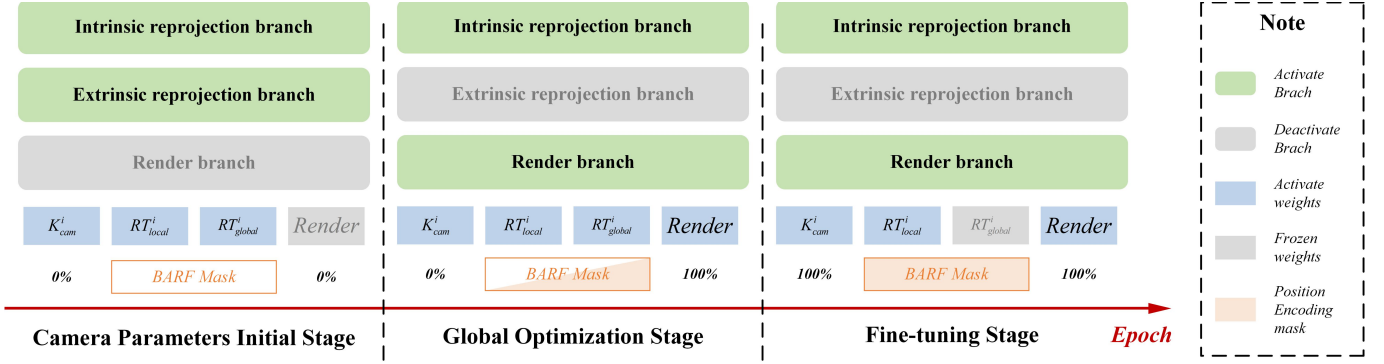 Intrinsic reprojection branch
Extrinsic reprojection branch
Render branch
K^i_cam RT^i_local RT^i_global Render
0% BARF Mask 0%
Camera Parameters Initial Stage
Intrinsic reprojection branch
Extrinsic reprojection branch
Render branch
K^i_cam RT^i_local RT^i_global Render
0% BARF Mask 100%
Global Optimization Stage
Intrinsic reprojection branch
Extrinsic reprojection branch
Render branch
K^i_cam RT^i_local RT^i_global Render
100% BARF Mask 100%
Fine-tuning Stage
Epoch
Note
Activate
Brach
Deactivate
Brach
Activate
weights
Frozen
weights
Position
Encoding
mask